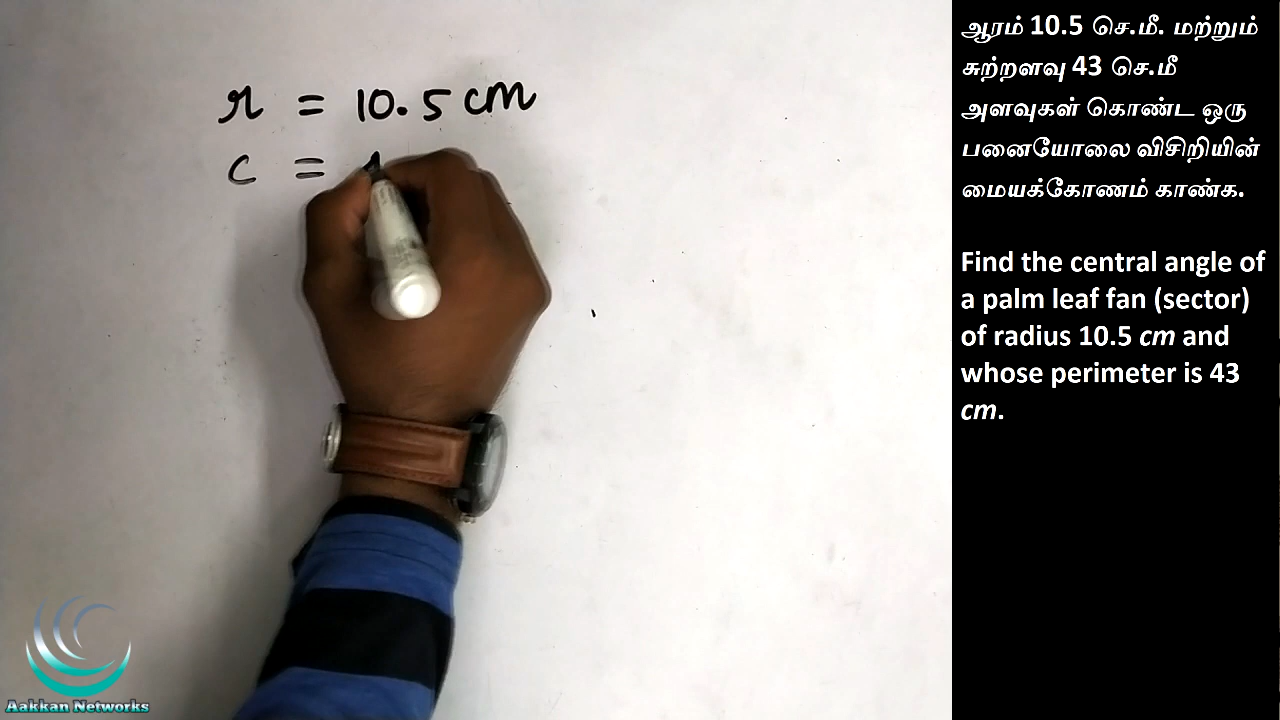 r = 10.5 cm
c =
ஆரம் 10.5 செ.மீ. மற்றும்
சுற்றளவு 43 செ.மீ
அளவுகள் கொண்ட ஒரு
பனையோலை விசிறியின்
மையக்கோணம் காண்க.
Find the central angle of
a palm leaf fan (sector)
of radius 10.5 cm and
whose perimeter is 43
cm.
Aakkan Networks